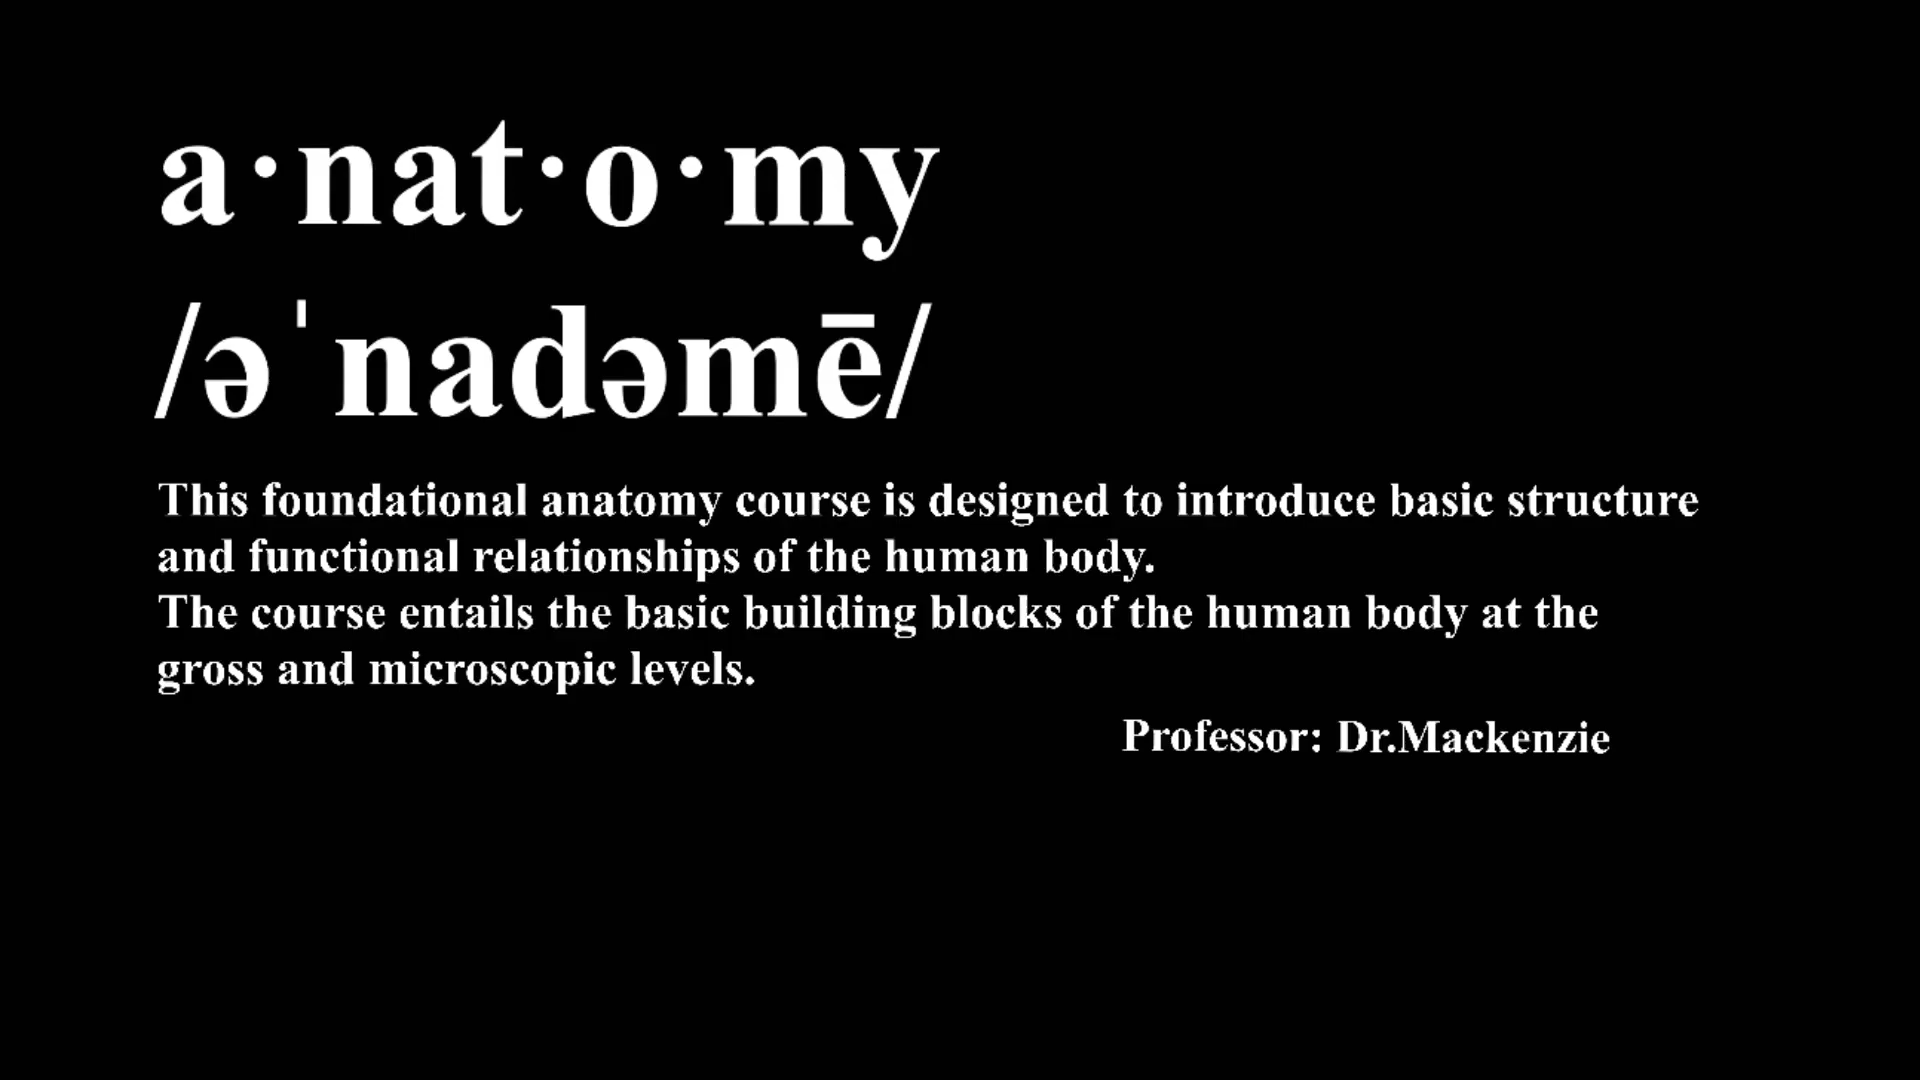 a·nat·o·my
/əˈnadəmē/
This foundational anatomy course is designed to introduce basic structure
and functional relationships of the human body.
The course entails the basic building blocks of the human body at the
gross and microscopic levels.
Professor: Dr.Mackenzie